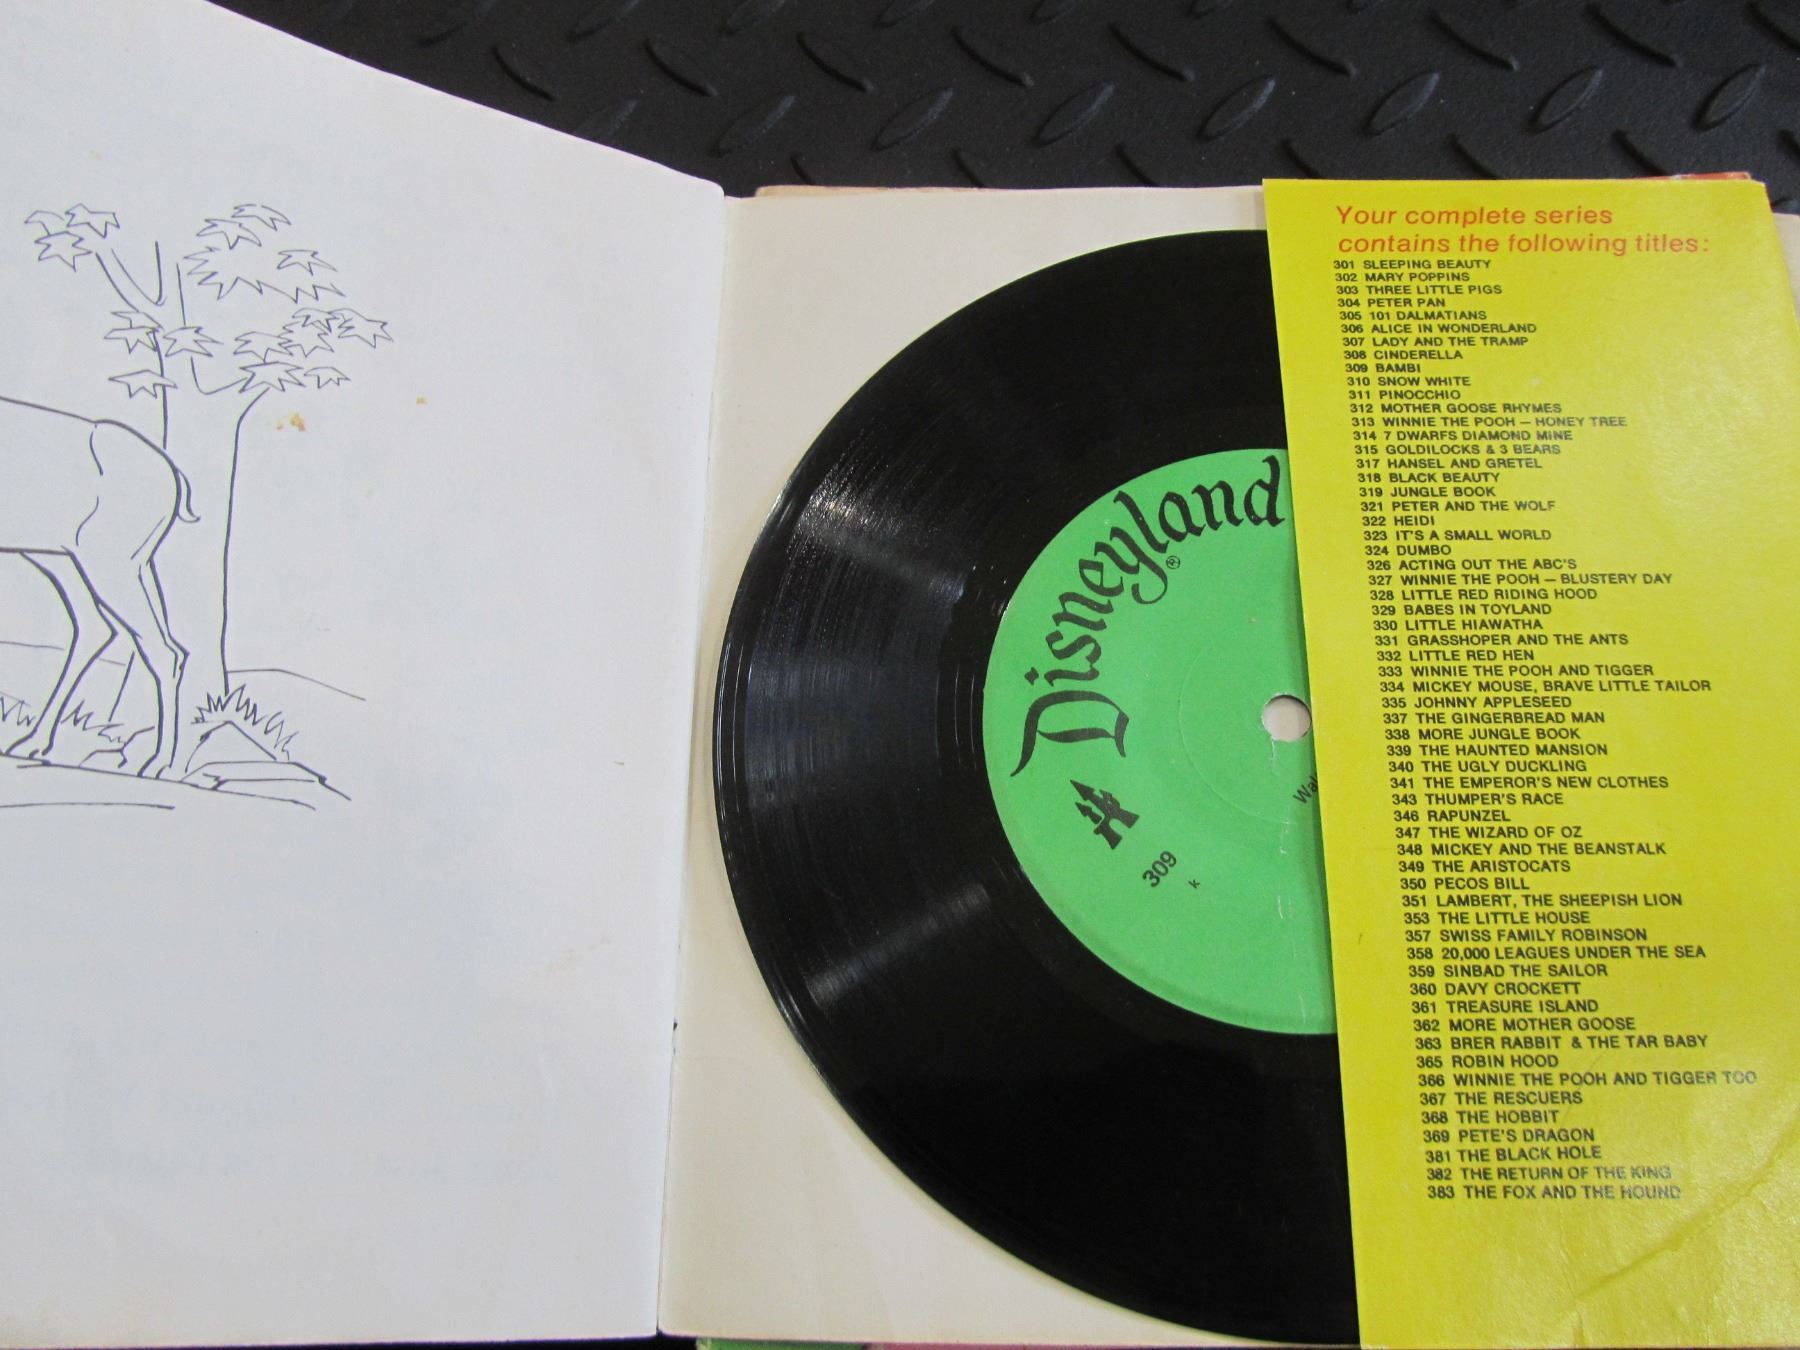 Disneyland®
309
k
Your complete series
contains the following titles:
301 SLEEPING BEAUTY
302 MARY POPPINS
303 THREE LITTLE PIGS
304 PETER PAN
305 101 DALMATIANS
306 ALICE IN WONDERLAND
307 LADY AND THE TRAMP
308 CINDERELLA
309 BAMBI
310 SNOW WHITE
311 PINOCCHIO
312 MOTHER GOOSE RHYMES
313 WINNIE THE POOH – HONEY TREE
314 7 DWARFS DIAMOND MINE
315 GOLDILOCKS & 3 BEARS
317 HANSEL AND GRETEL
318 BLACK BEAUTY
319 JUNGLE BOOK
321 PETER AND THE WOLF
322 HEIDI
323 IT'S A SMALL WORLD
324 DUMBO
326 ACTING OUT THE ABC'S
327 WINNIE THE POOH – BLUSTERY DAY
328 LITTLE RED RIDING HOOD
329 BABES IN TOYLAND
330 LITTLE HIAWATHA
331 GRASSHOPER AND THE ANTS
332 LITTLE RED HEN
333 WINNIE THE POOH AND TIGGER
334 MICKEY MOUSE, BRAVE LITTLE TAILOR
335 JOHNNY APPLESEED
337 THE GINGERBREAD MAN
338 MORE JUNGLE BOOK
339 THE HAUNTED MANSION
340 THE UGLY DUCKLING
341 THE EMPEROR'S NEW CLOTHES
343 THUMPER'S RACE
346 RAPUNZEL
347 THE WIZARD OF OZ
348 MICKEY AND THE BEANSTALK
349 THE ARISTOCATS
350 PECOS BILL
351 LAMBERT, THE SHEEPISH LION
353 THE LITTLE HOUSE
357 SWISS FAMILY ROBINSON
358 20,000 LEAGUES UNDER THE SEA
359 SINBAD THE SAILOR
360 DAVY CROCKETT
361 TREASURE ISLAND
362 MORE MOTHER GOOSE
363 BRER RABBIT & THE TAR BABY
365 ROBIN HOOD
366 WINNIE THE POOH AND TIGGER TOO
367 THE RESCUERS
368 THE HOBBIT
369 PETE'S DRAGON
381 THE BLACK HOLE
382 THE RETURN OF THE KING
383 THE FOX AND THE HOUND